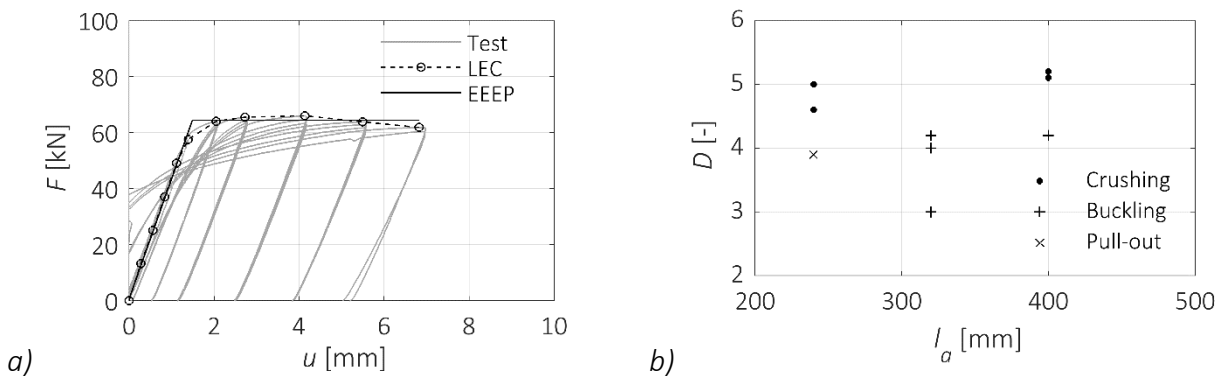 100
80
60
40
20
0
F [kN]
Test
LEC
EEEP
0 2 4 6 8 10
u [mm]
a)
6
5
4
3
2
D [-]
Crushing
Buckling
Pull-out
200 300 400 500
l_a [mm]
b)